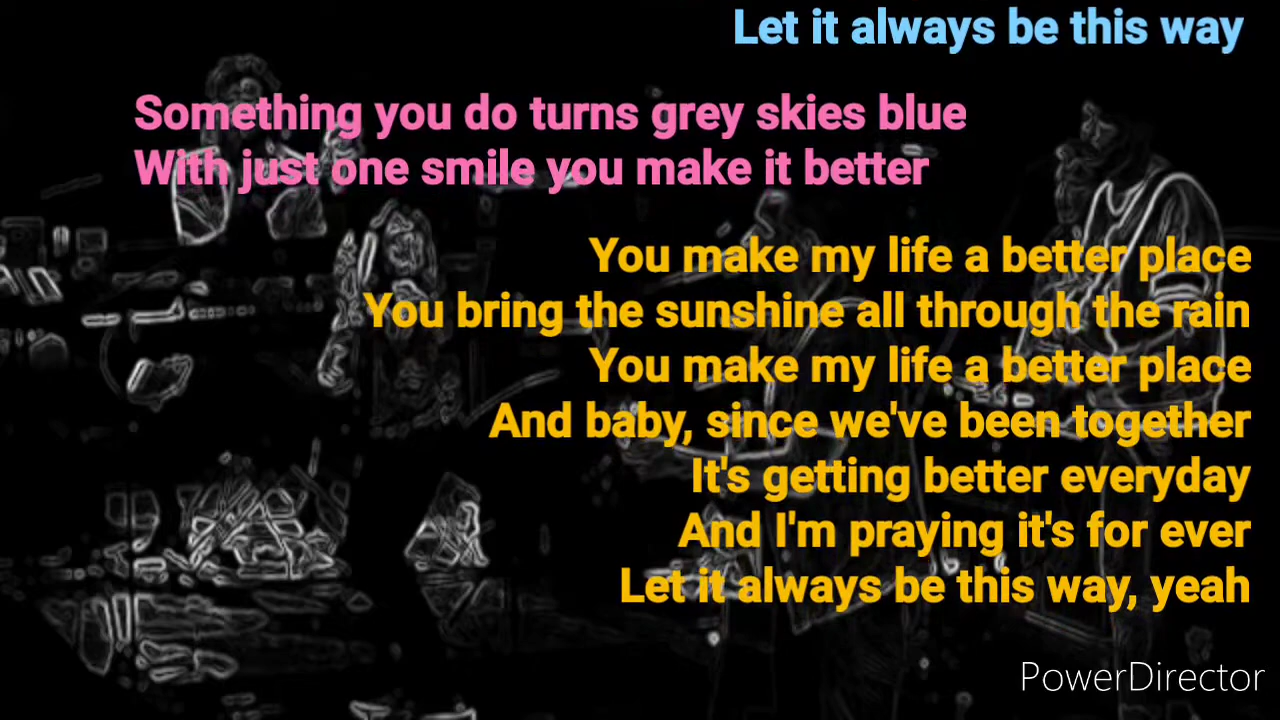 Let it always be this way
Something you do turns grey skies blue
With just one smile you make it better
You make my life a better place
You bring the sunshine all through the rain
You make my life a better place
And baby, since we've been together
It's getting better everyday
And I'm praying it's for ever
Let it always be this way, yeah
PowerDirector